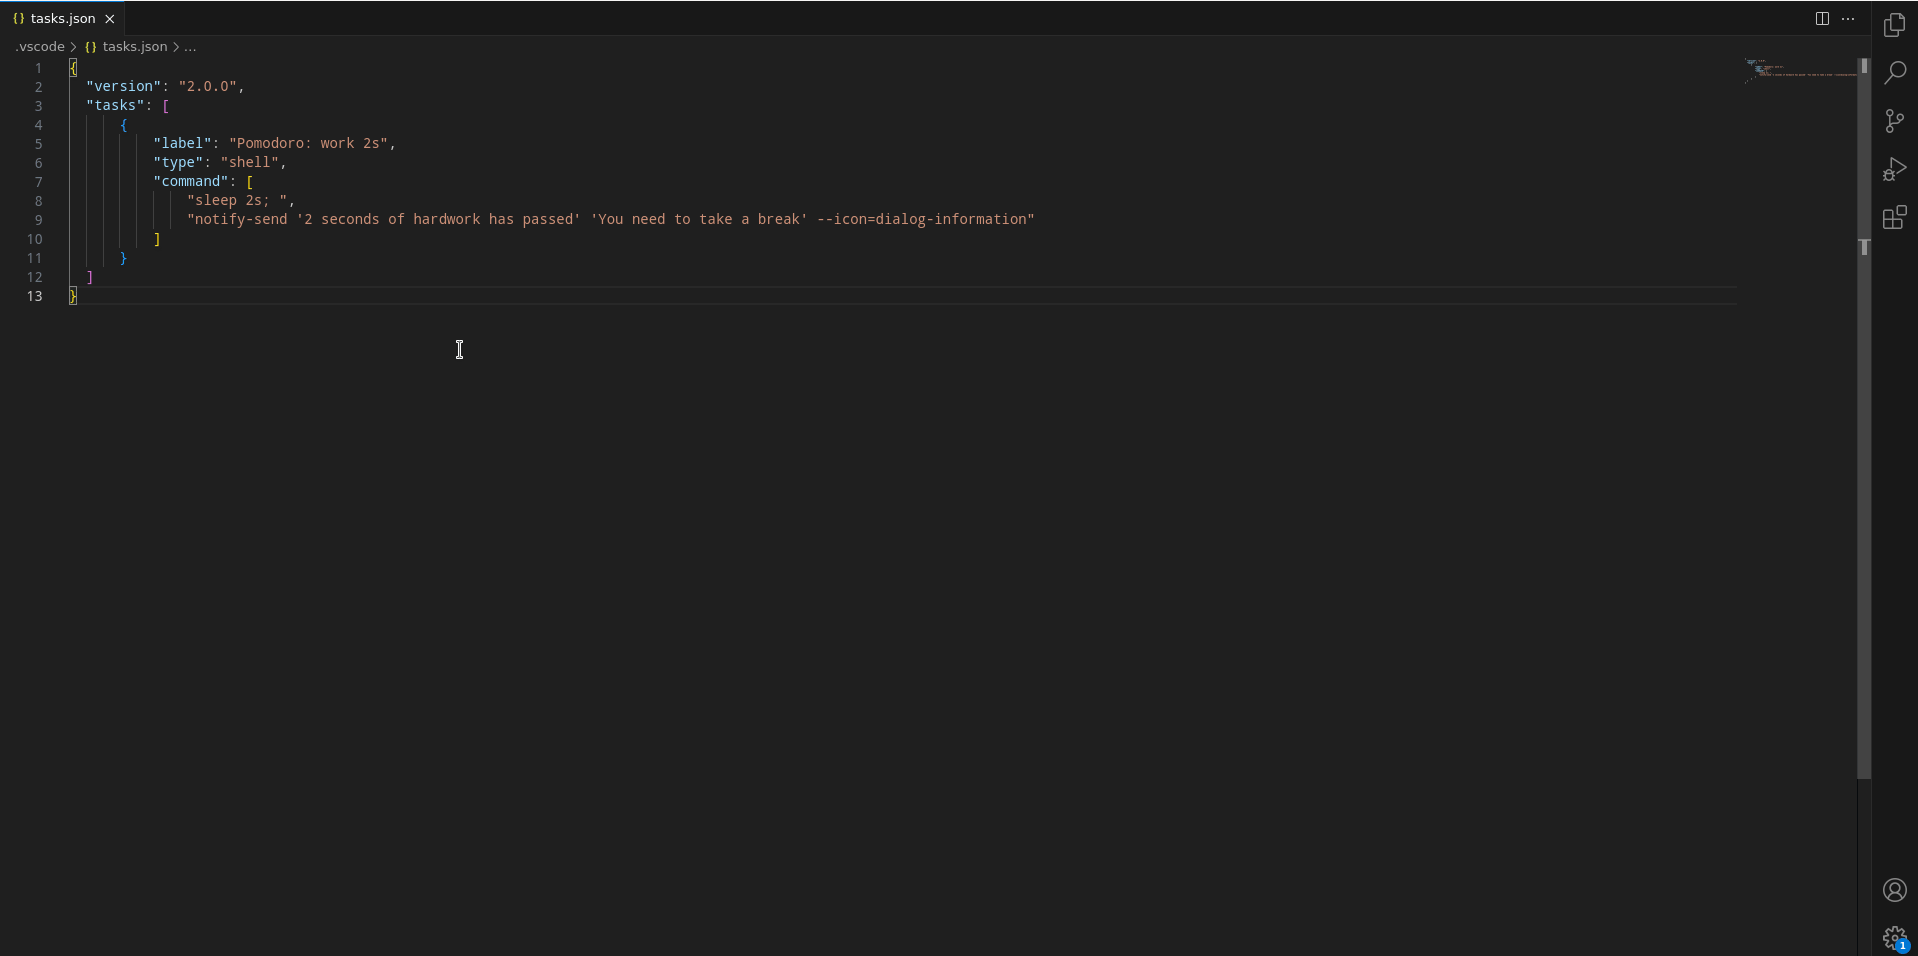 {} tasks.json ×
.vscode > {} tasks.json > ...
1 {
2 "version": "2.0.0",
3 "tasks": [
4 {
5 "label": "Pomodoro: work 2s",
6 "type": "shell",
7 "command": [
8 "sleep 2s; ",
9 "notify-send '2 seconds of hardwork has passed' 'You need to take a break' --icon=dialog-information"
10 ]
11 }
12 ]
13 }
1